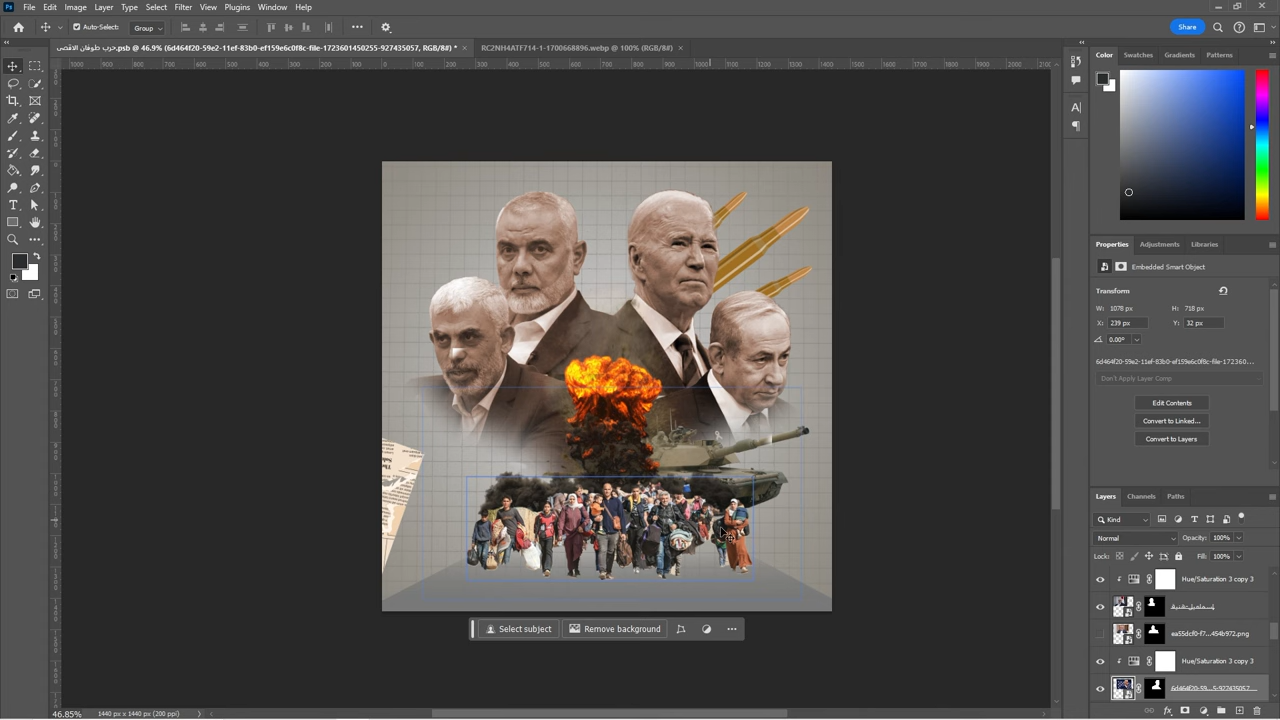 File Edit Image Layer Type Select Filter View Plugins Window Help
Auto-Select: Group Share
حرب طوفان الاقصى.psb @ 46.9% (6d464f20-59e2-11ef-83b0-ef159e6c0f8c-file-1723601450255-927435057, RGB/8#) *
RC2NH4ATF714-1-1700668896.webp @ 100% (RGB/8#)
Color Swatches Gradients Patterns
Properties Adjustments Libraries
Embedded Smart Object
Transform
W: 1078 px H: 718 px
X: 239 px Y: 32 px
0.00°
6d464f20-59e2-11ef-83b0-ef159e6c0f8c-file-172360...
Don't Apply Layer Comp
Edit Contents
Convert to Linked...
Convert to Layers
Layers Channels Paths
Kind
Normal Opacity: 100%
Lock: Fill: 100%
Hue/Saturation 3 copy 3
ea55dcf0-f7...454b972.png
Hue/Saturation 3 copy 3
6d464f20-59...5-927435057...
Select subject Remove background
46.85% 1440 px x 1440 px (200 ppi)